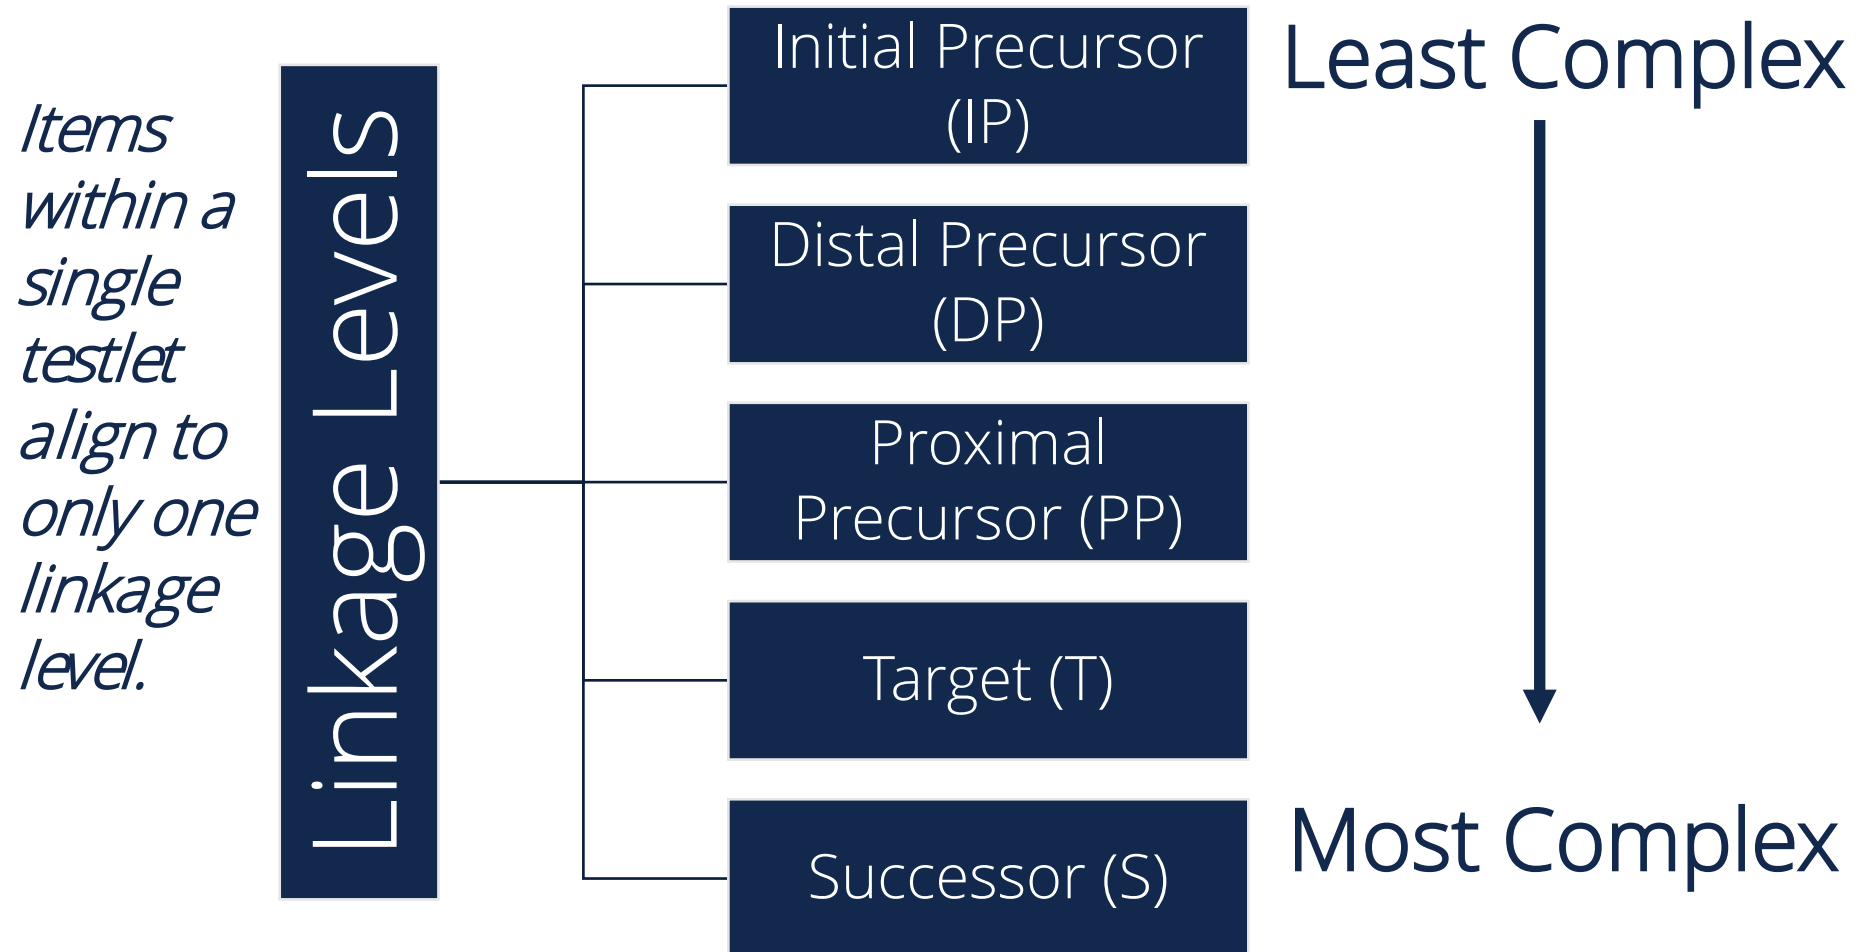 Items
within a
single
testlet
align to
only one
linkage
level.
Linkage Levels
Initial Precursor
(IP)
Distal Precursor
(DP)
Proximal
Precursor (PP)
Target (T)
Successor (S)
Least Complex
Most Complex